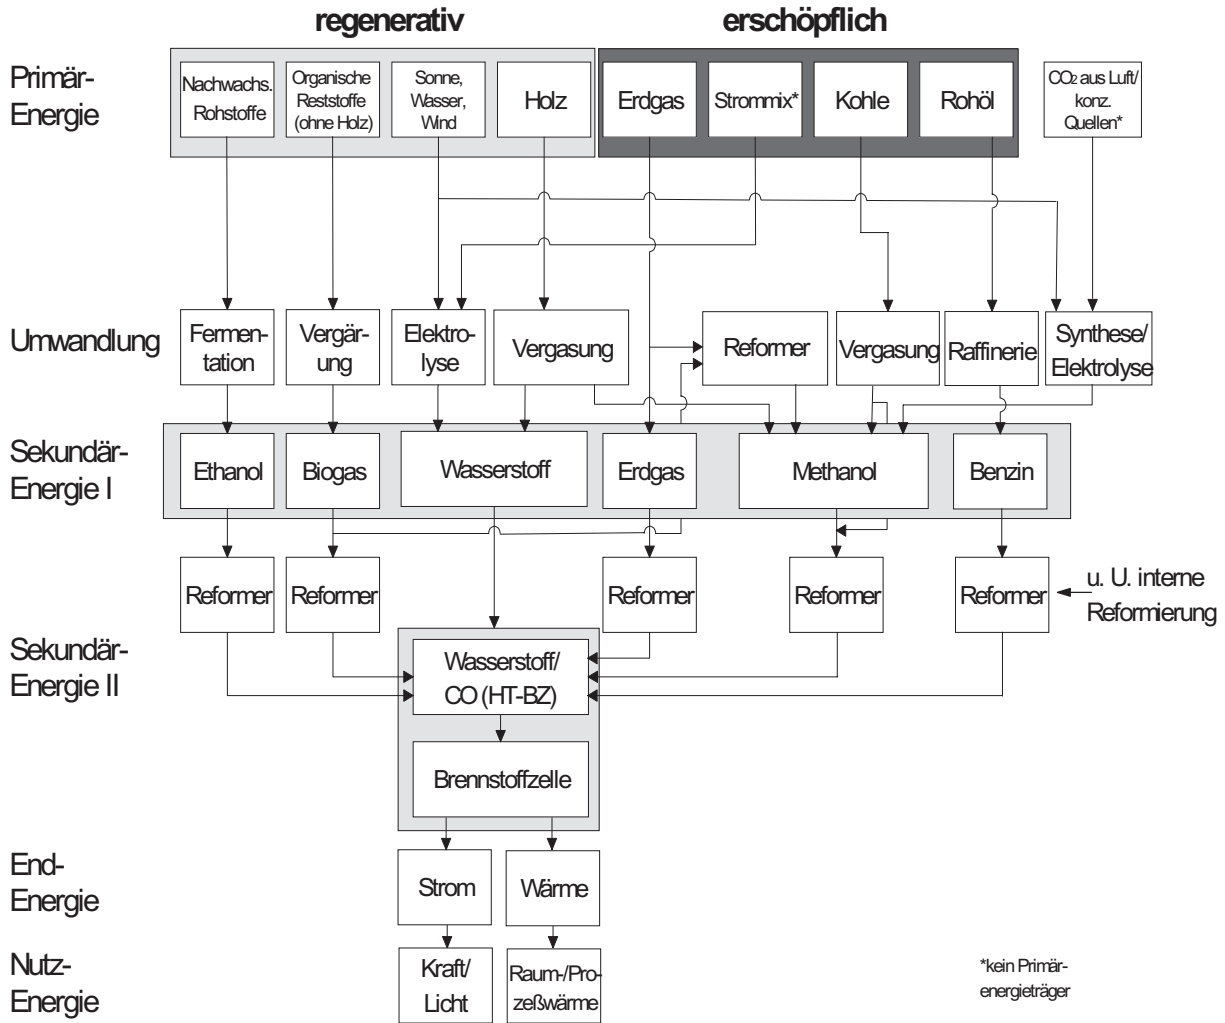 regenerativ
erschöpflich
Primär-
Energie
Nachwachs.
Rohstoffe
Organische
Reststoffe
(ohne Holz)
Sonne,
Wasser,
Wind
Holz
Erdgas
Strommix*
Kohle
Rohöl
CO2 aus Luft/
konz.
Quellen*
Umwandlung
Fermen-
tation
Vergär-
ung
Elektro-
lyse
Vergasung
Reformer
Vergasung
Raffinerie
Synthese/
Elektrolyse
Sekundär-
Energie I
Ethanol
Biogas
Wasserstoff
Erdgas
Methanol
Benzin
Reformer
Reformer
Reformer
Reformer
Reformer
u. U. interne
Reformierung
Sekundär-
Energie II
Wasserstoff/
CO (HT-BZ)
Brennstoffzelle
End-
Energie
Strom
Wärme
Nutz-
Energie
Kraft/
Licht
Raum-/Pro-
zeßwärme
*kein Primär-
energieträger